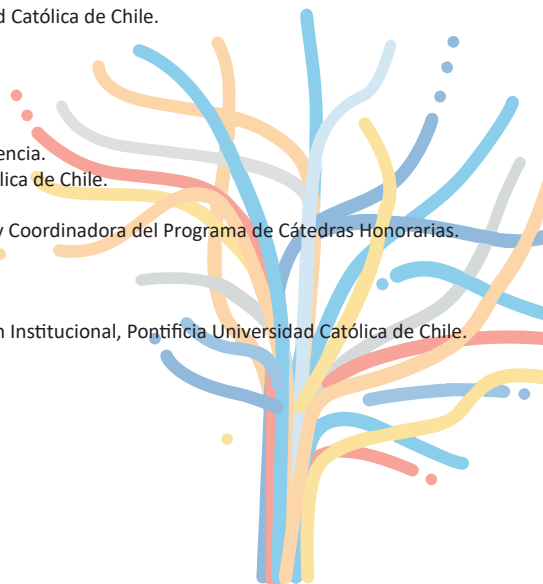 d Católica de Chile.
encia.
lica de Chile.
y Coordinadora del Programa de Cátedras Honorarias.
n Institucional, Pontificia Universidad Católica de Chile.